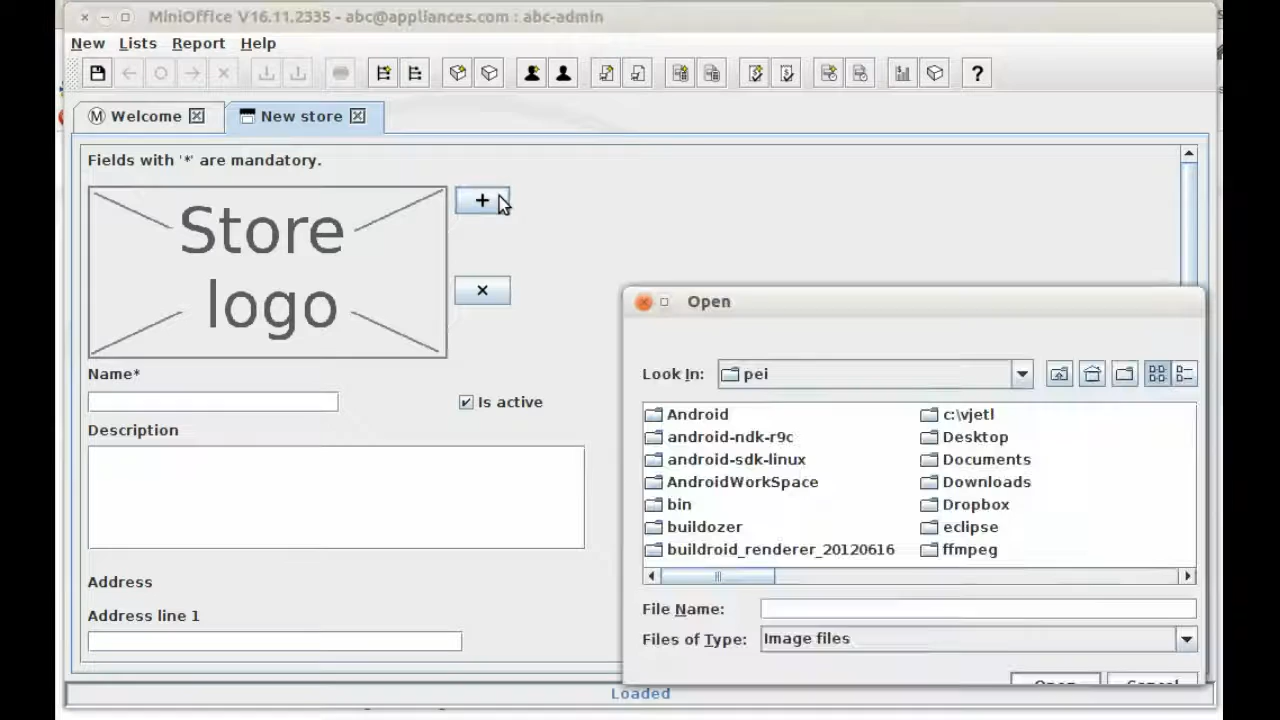 MiniOffice V16.11.2335 - abc@appliances.com : abc-admin
New Lists Report Help
?
M Welcome New store
Fields with '*' are mandatory.
Store
logo
+
×
Open
Look In: pei
Name*
Is active
Description
Android c:\vjetl
android-ndk-r9c Desktop
android-sdk-linux Documents
AndroidWorkSpace Downloads
bin Dropbox
buildozer eclipse
buildroid_renderer_20120616 ffmpeg
Address
Address line 1
File Name:
Files of Type: Image files
Open Cancel
Loaded